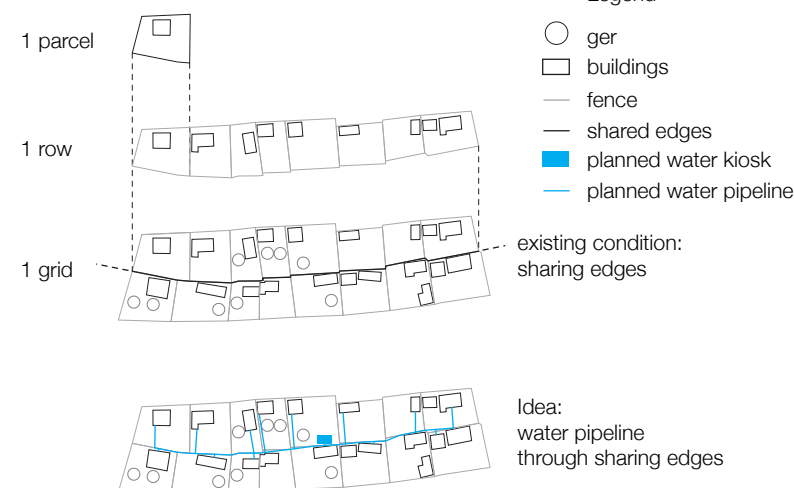 Legend
1 parcel
ger
buildings
fence
shared edges
planned water kiosk
planned water pipeline
1 row
1 grid
existing condition:
sharing edges
Idea:
water pipeline
through sharing edges